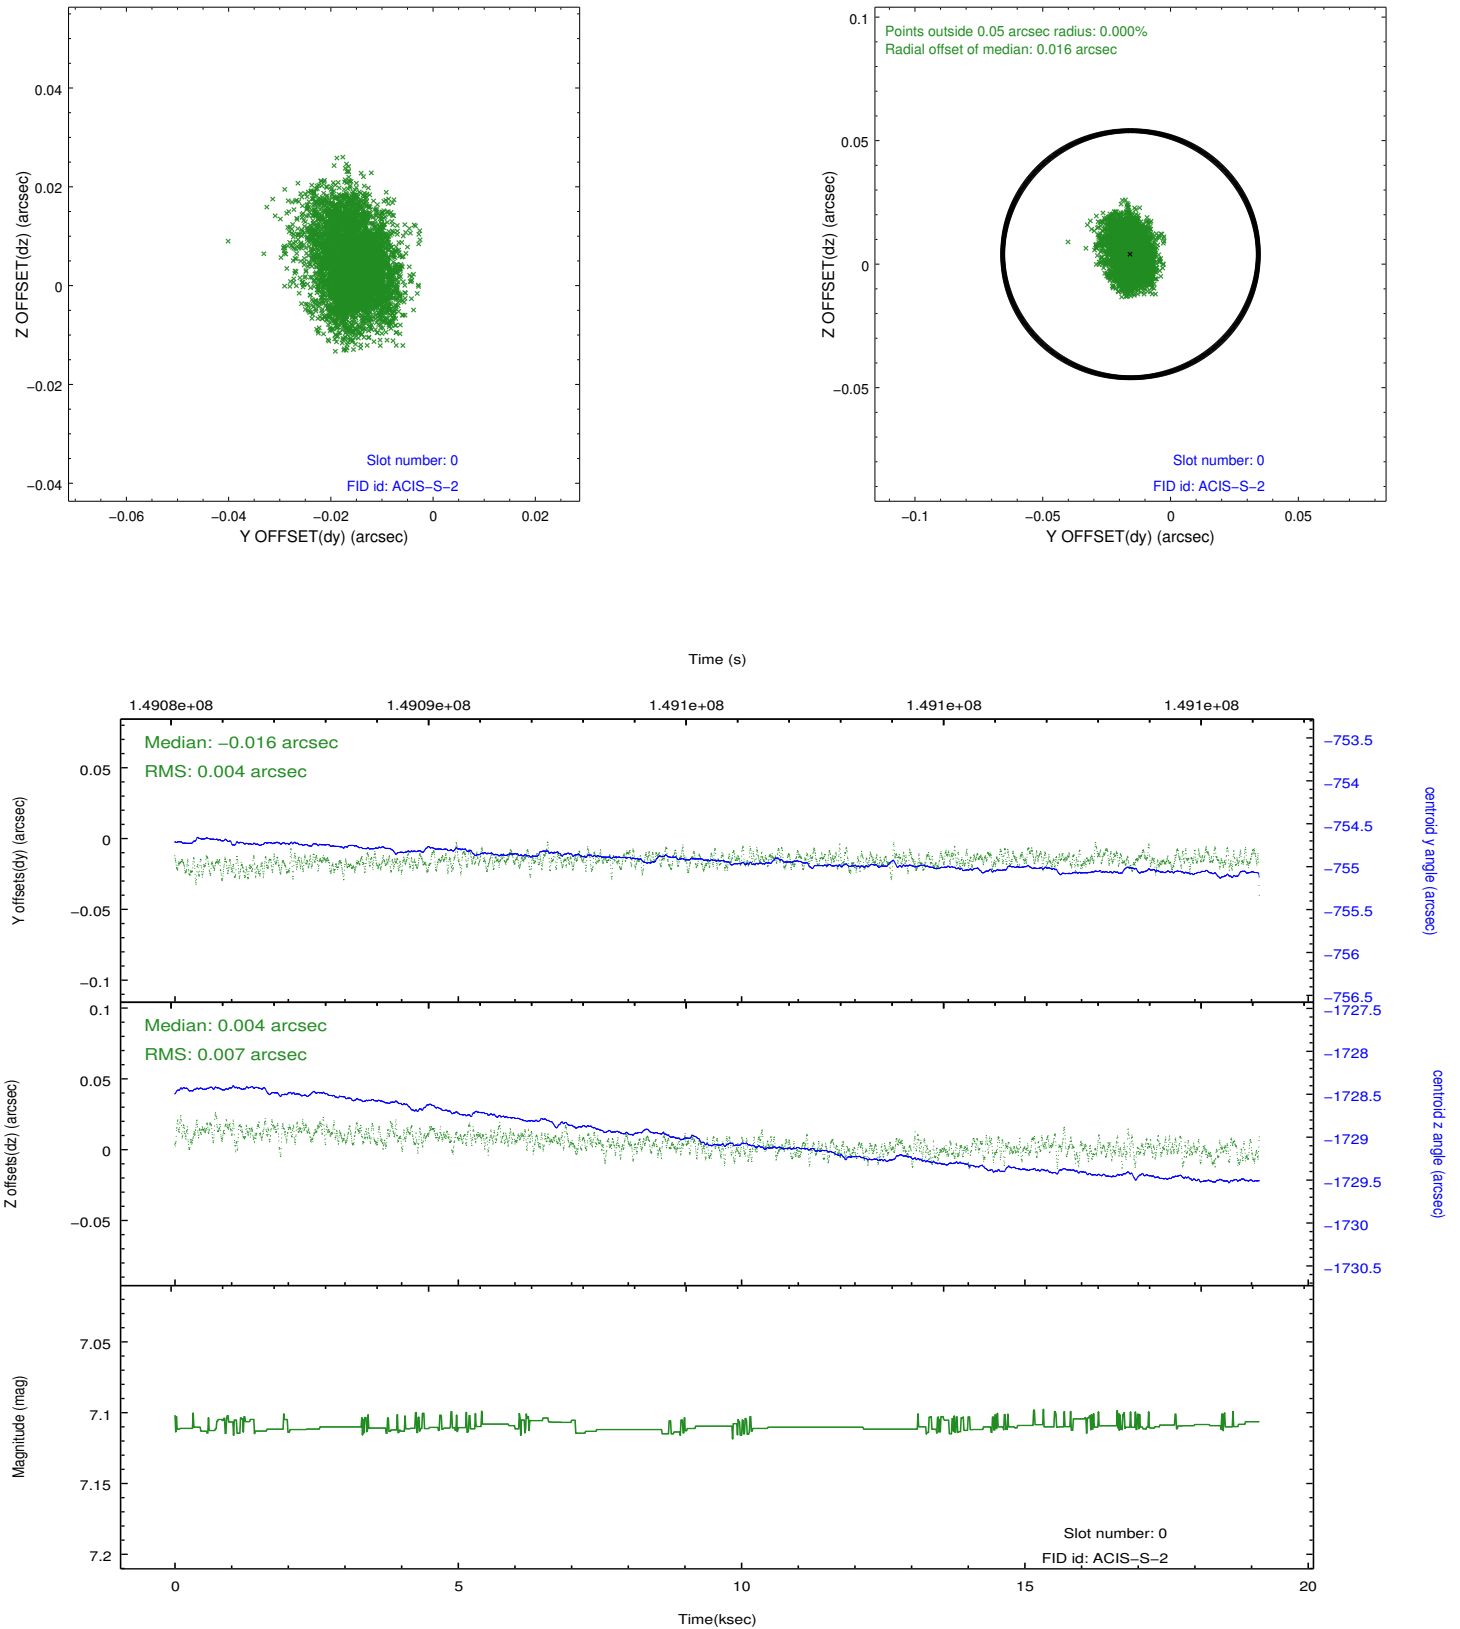 0.04
0.02
0
−0.02
−0.04
Z OFFSET(dz) (arcsec)
Slot number: 0
FID id: ACIS−S−2
−0.06
−0.04
−0.02
0
0.02
Y OFFSET(dy) (arcsec)
0.1
0.05
0
−0.05
Z OFFSET(dz) (arcsec)
Points outside 0.05 arcsec radius: 0.000%
Radial offset of median: 0.016 arcsec
Slot number: 0
FID id: ACIS−S−2
−0.1
−0.05
0
0.05
Y OFFSET(dy) (arcsec)
Time (s)
1.4908e+08
1.4909e+08
1.491e+08
1.491e+08
1.491e+08
Median: −0.016 arcsec
RMS: 0.004 arcsec
0.05
0
−0.05
−0.1
Y offsets(dy) (arcsec)
−753.5
−754
−754.5
−755
−755.5
−756
−756.5
centroid y angle (arcsec)
Median: 0.004 arcsec
RMS: 0.007 arcsec
0.1
0.05
0
−0.05
Z offsets(dz) (arcsec)
−1727.5
−1728
−1728.5
−1729
−1729.5
−1730
−1730.5
centroid z angle (arcsec)
7.05
7.1
7.15
7.2
Magnitude (mag)
Slot number: 0
FID id: ACIS−S−2
0
5
10
15
20
Time(ksec)